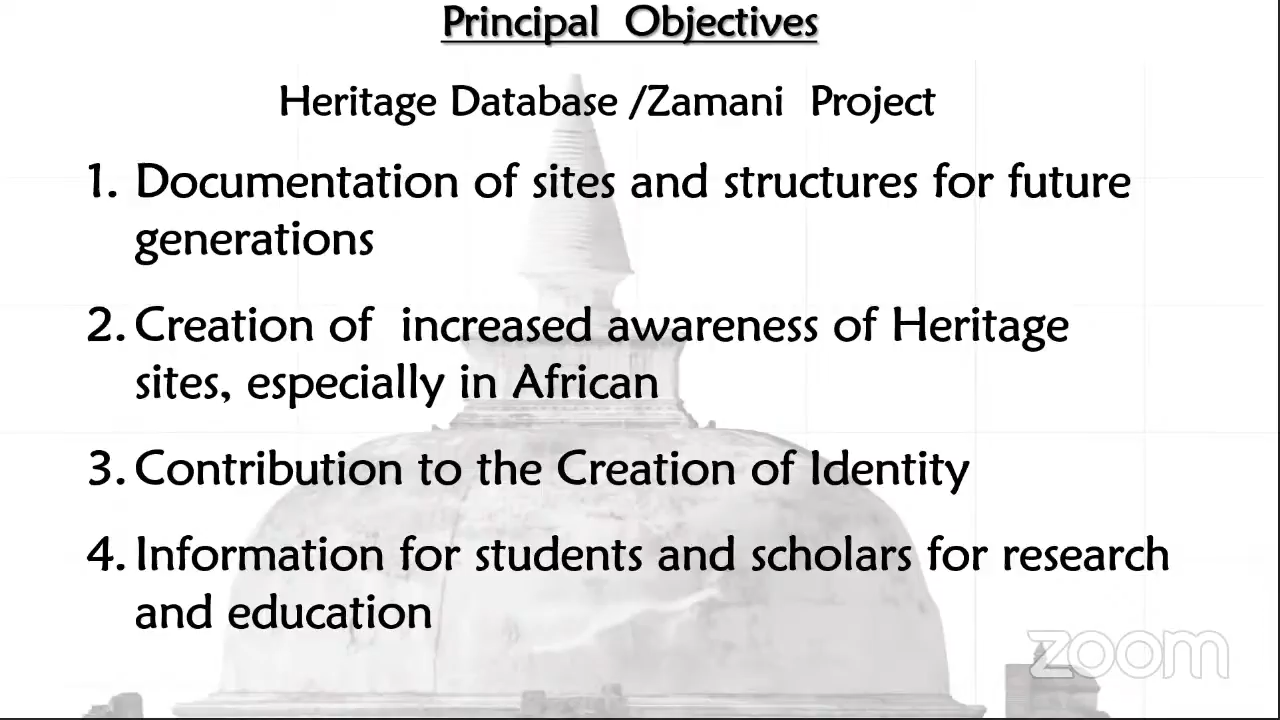 Principal Objectives
Heritage Database /Zamani Project
1. Documentation of sites and structures for future
generations
2. Creation of increased awareness of Heritage
sites, especially in African
3. Contribution to the Creation of Identity
4. Information for students and scholars for research
and education
zoom